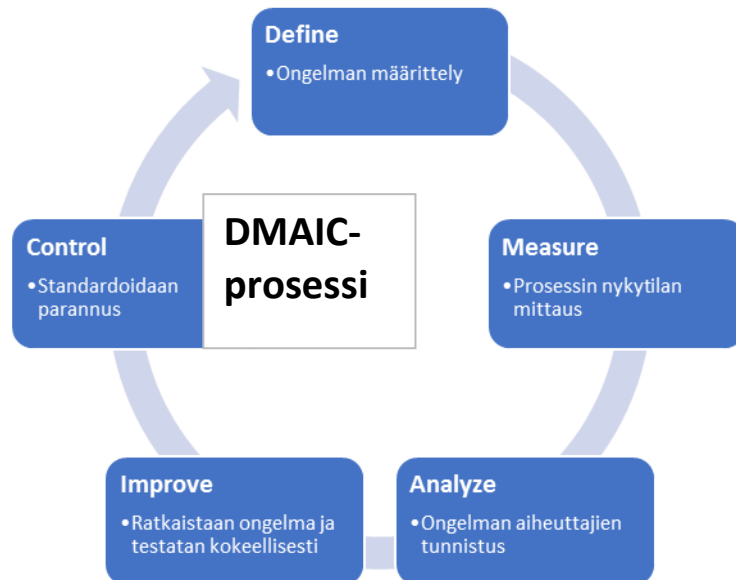 Define
•Ongelman määrittely
DMAIC-
prosessi
Control
•Standardoidaan
parannus
Measure
•Prosessin nykytilan
mittaus
Improve
•Ratkaistaan ongelma ja
testatan kokeellisesti
Analyze
•Ongelman aiheuttajien
tunnistus